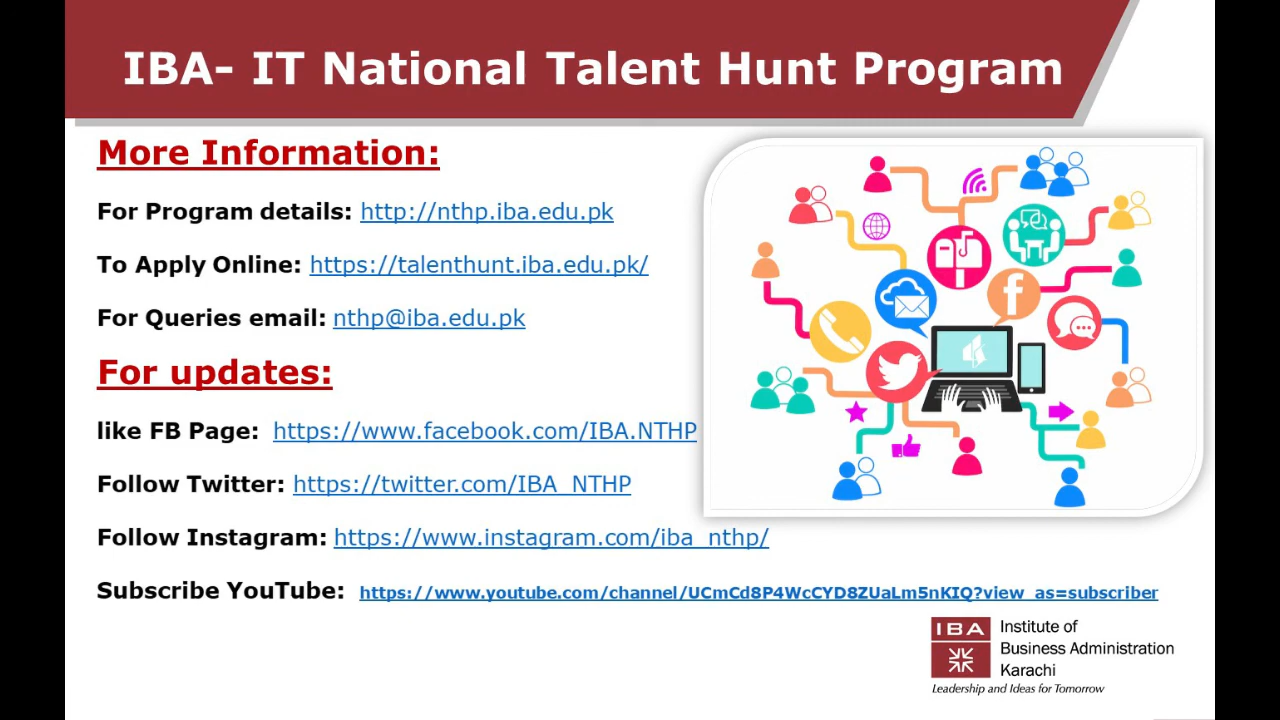 IBA- IT National Talent Hunt Program
More Information:
For Program details: http://nthp.iba.edu.pk
To Apply Online: https://talenthunt.iba.edu.pk/
For Queries email: nthp@iba.edu.pk
For updates:
like FB Page: https://www.facebook.com/IBA.NTHP
Follow Twitter: https://twitter.com/IBA_NTHP
Follow Instagram: https://www.instagram.com/iba_nthp/
Subscribe YouTube: https://www.youtube.com/channel/UCmCd8P4WcCYD8ZUaLm5nKIQ?view_as=subscriber
IBA
Institute of
Business Administration
Karachi
Leadership and Ideas for Tomorrow